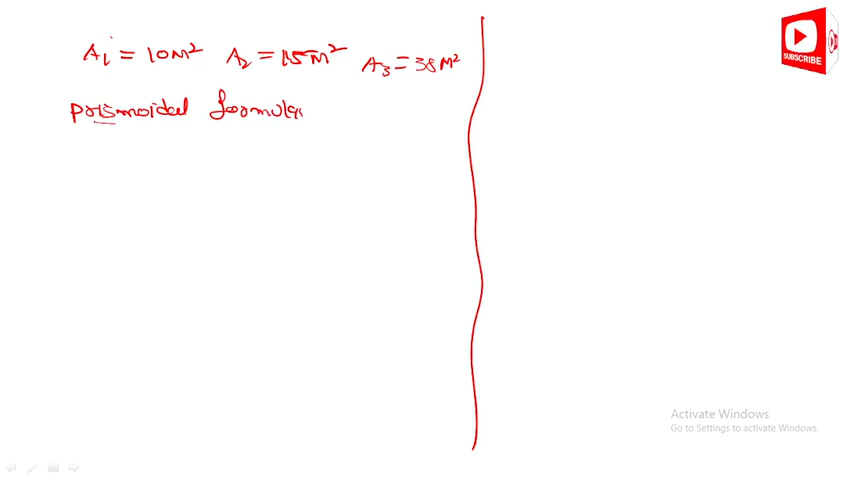 A₁ = 10M² A₂ = 15M² A₃ = 38M²
Prismoidal formula
SUBSCRIBE
Activate Windows
Go to Settings to activate Windows.